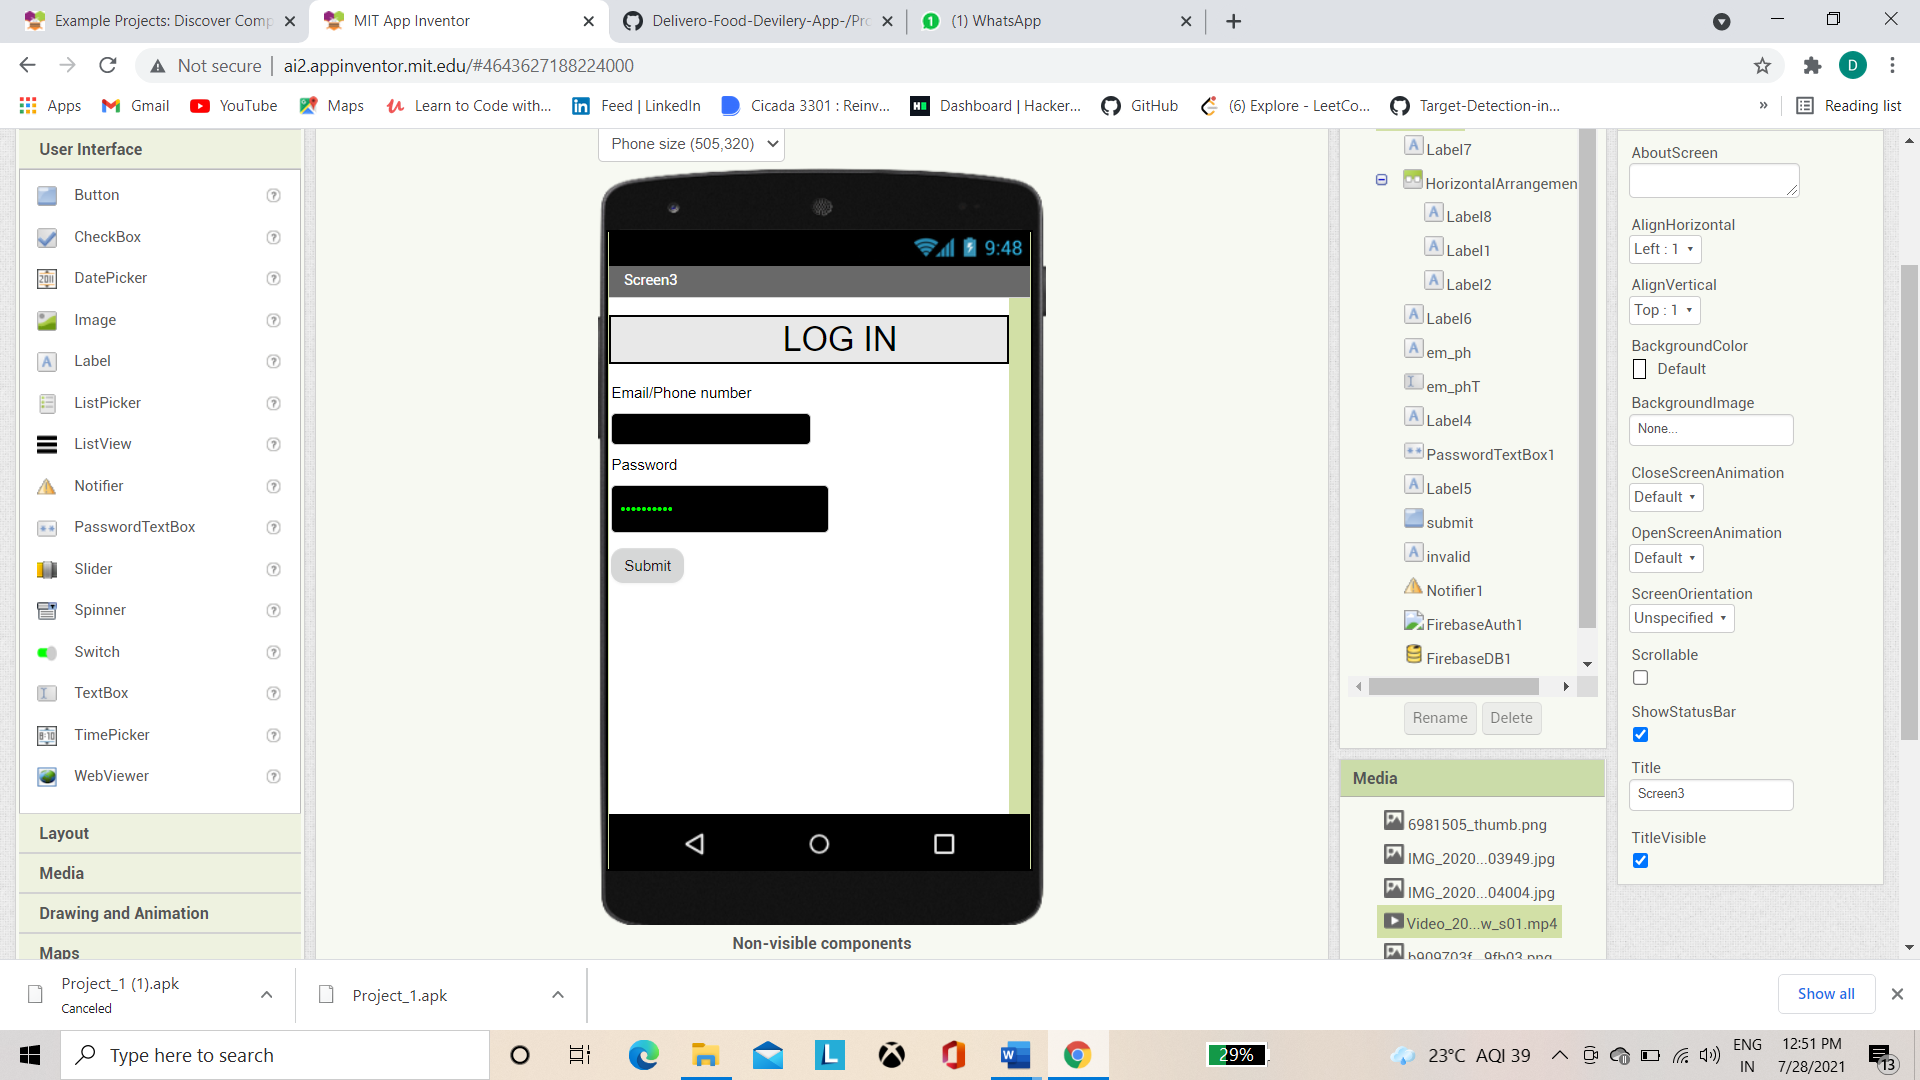 Example Projects: Discover Comp
MIT App Inventor
Delivero-Food-Devilery-App-/Pro
(1) WhatsApp
Not secure
ai2.appinventor.mit.edu/#4643627188224000
D
Apps
Gmail
YouTube
Maps
Learn to Code with...
Feed | LinkedIn
Cicada 3301 : Reinv...
Dashboard | Hacker...
GitHub
(6) Explore - LeetCo...
Target-Detection-in...
»
Reading list
User Interface
Button
CheckBox
DatePicker
Image
Label
ListPicker
ListView
Notifier
PasswordTextBox
Slider
Spinner
Switch
TextBox
TimePicker
WebViewer
Layout
Media
Drawing and Animation
Maps
Phone size (505,320)
9:48
Screen3
LOG IN
Email/Phone number
Password
••••••••••
Submit
Non-visible components
Label7
HorizontalArrangemen
Label8
Label1
Label2
Label6
em_ph
em_phT
Label4
PasswordTextBox1
Label5
submit
invalid
Notifier1
FirebaseAuth1
FirebaseDB1
Rename
Delete
Media
6981505_thumb.png
IMG_2020...03949.jpg
IMG_2020...04004.jpg
Video_20...w_s01.mp4
b909703f...9fb03.png
AboutScreen
AlignHorizontal
Left : 1
AlignVertical
Top : 1
BackgroundColor
Default
BackgroundImage
None...
CloseScreenAnimation
Default
OpenScreenAnimation
Default
ScreenOrientation
Unspecified
Scrollable
ShowStatusBar
Title
Screen3
TitleVisible
Project_1 (1).apk
Canceled
Project_1.apk
Show all
Type here to search
29%
23°C AQI 39
ENG
IN
12:51 PM
7/28/2021
13